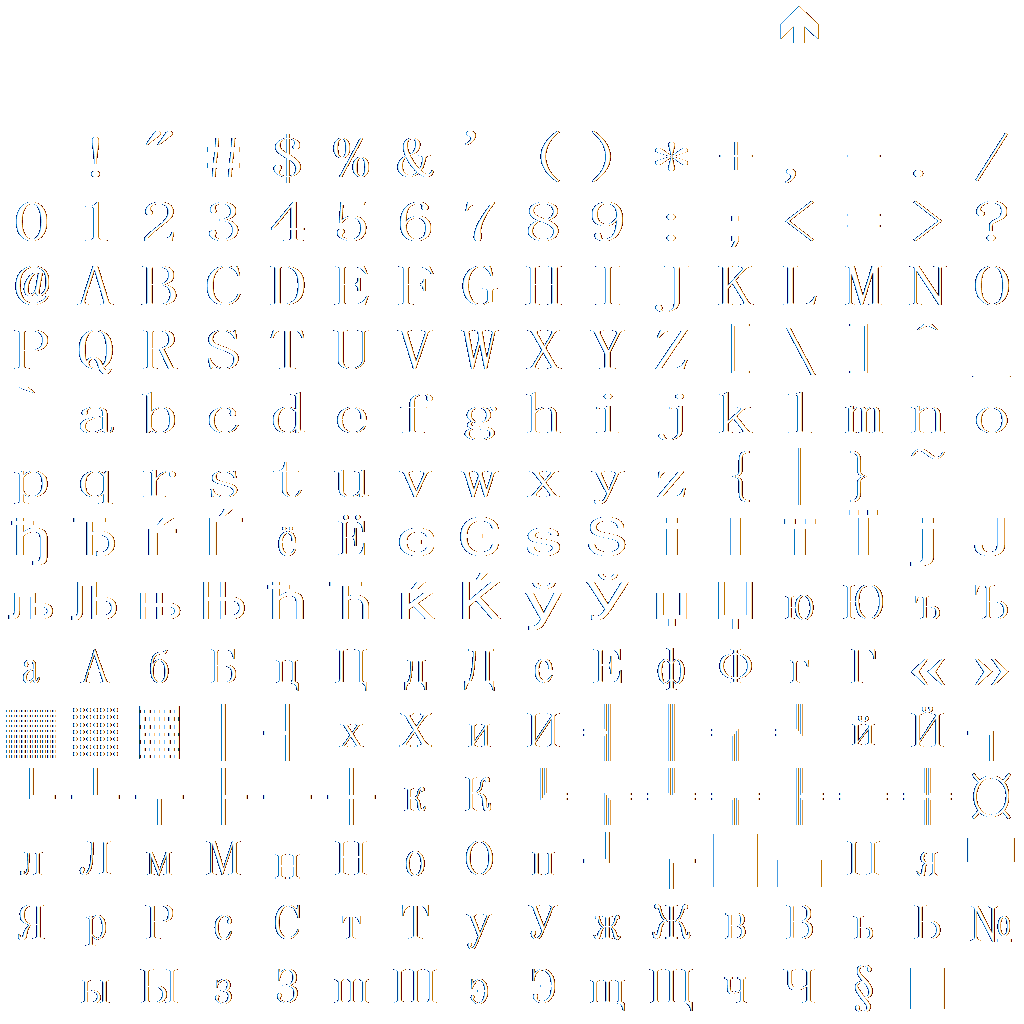 ! " # $ % & ' ( ) * + , - . /
0 1 2 3 4 5 6 7 8 9 : ; < = > ?
@ A B C D E F G H I J K L M N O
P Q R S T U V W X Y Z [ \ ] ^ _
` a b c d e f g h i j k l m n o
p q r s t u v w x y z { | } ~
ђ Ђ ѓ Ѓ ё Ё є Є ѕ Ѕ і І ї Ї ј Ј
љ Љ њ Њ ћ Ћ ќ Ќ ў Ў џ Џ ю Ю ъ Ъ
а А б Б ц Ц д Д е Е ф Ф г Г « »
░ ▒ ▓ │ ┤ х Х и И ╣ ║ ╗ ╝ й Й ┐
└ ┴ ┬ ├ ─ ┼ к К ╚ ╔ ╩ ╦ ╠ ═ ╬ ¤
л Л м М н Н о О п ┘ ┌ █ ▄ П я ▀
Я р Р с С т Т у У ж Ж в В ь Ь №
ы Ы з З ш Ш э Э щ Щ ч Ч § ■